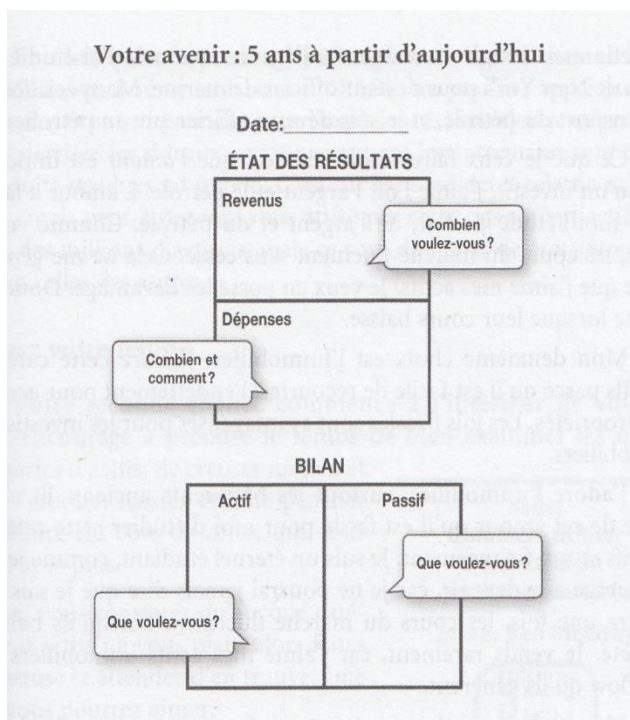 Votre avenir : 5 ans à partir d'aujourd'hui
Date:
ÉTAT DES RÉSULTATS
Revenus
Combien
voulez-vous?
Dépenses
Combien et
comment?
BILAN
Actif
Passif
Que voulez-vous?
Que voulez-vous?